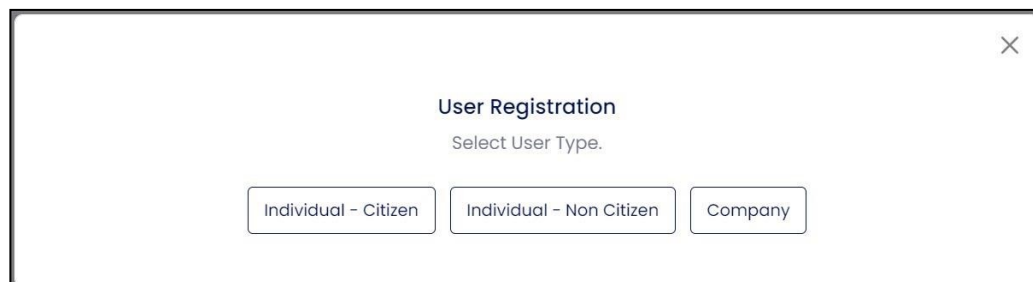 User Registration
Select User Type.
Individual - Citizen
Individual - Non Citizen
Company